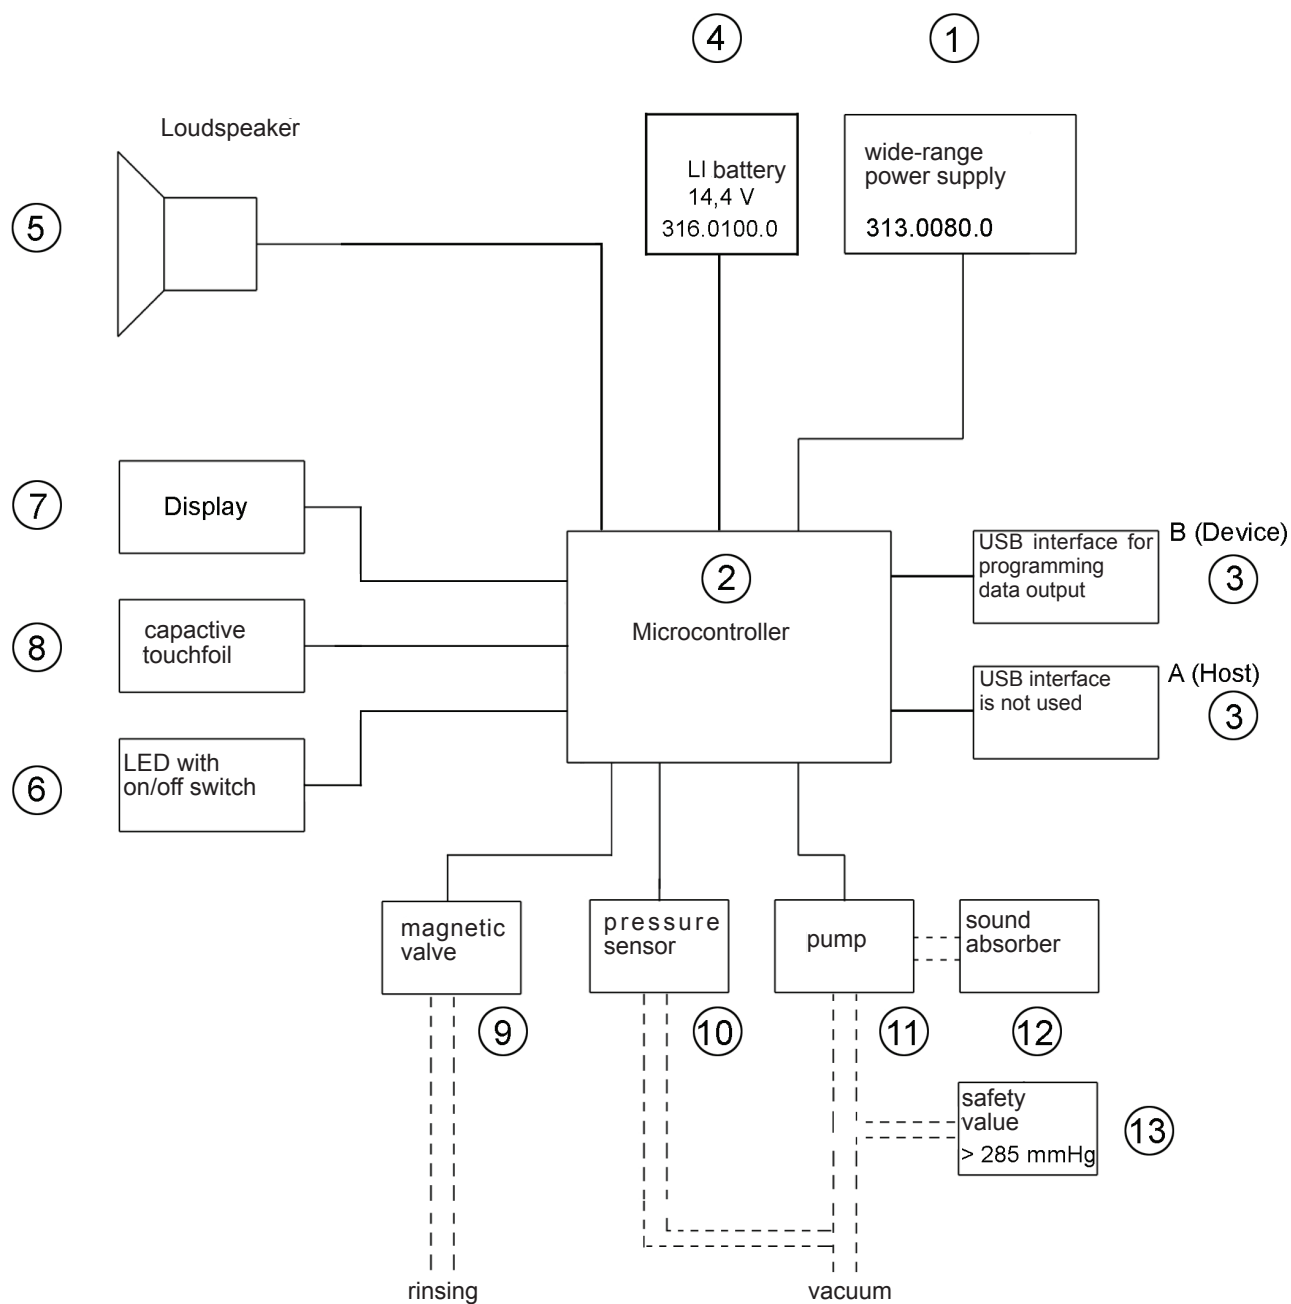 4
1
Loudspeaker
LI battery
14,4 V
316.0100.0
wide-range
power supply
313.0080.0
5
7
Display
2
Microcontroller
USB interface for
programming
data output
B (Device)
3
8
capactive
touchfoil
USB interface
is not used
A (Host)
3
6
LED with
on/off switch
magnetic
valve
pressure
sensor
pump
sound
absorber
9
10
11
12
safety
value
> 285 mmHg
13
rinsing
vacuum